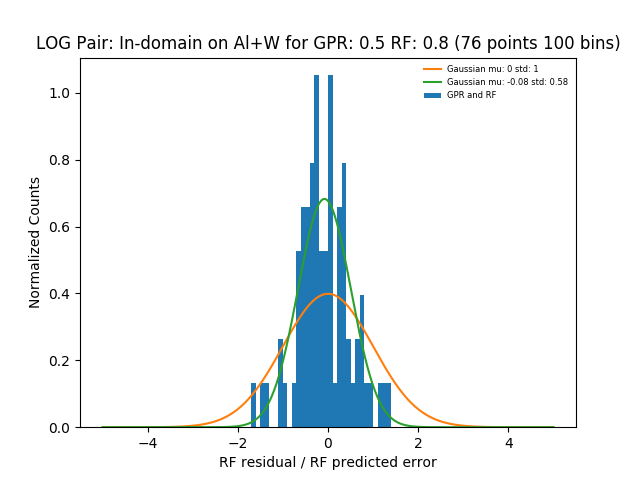 LOG Pair: In-domain on Al+W for GPR: 0.5 RF: 0.8 (76 points 100 bins)
Gaussian mu: 0 std: 1
Gaussian mu: -0.08 std: 0.58
GPR and RF
Normalized Counts
1.0
0.8
0.6
0.4
0.2
0.0
−4
−2
0
2
4
RF residual / RF predicted error